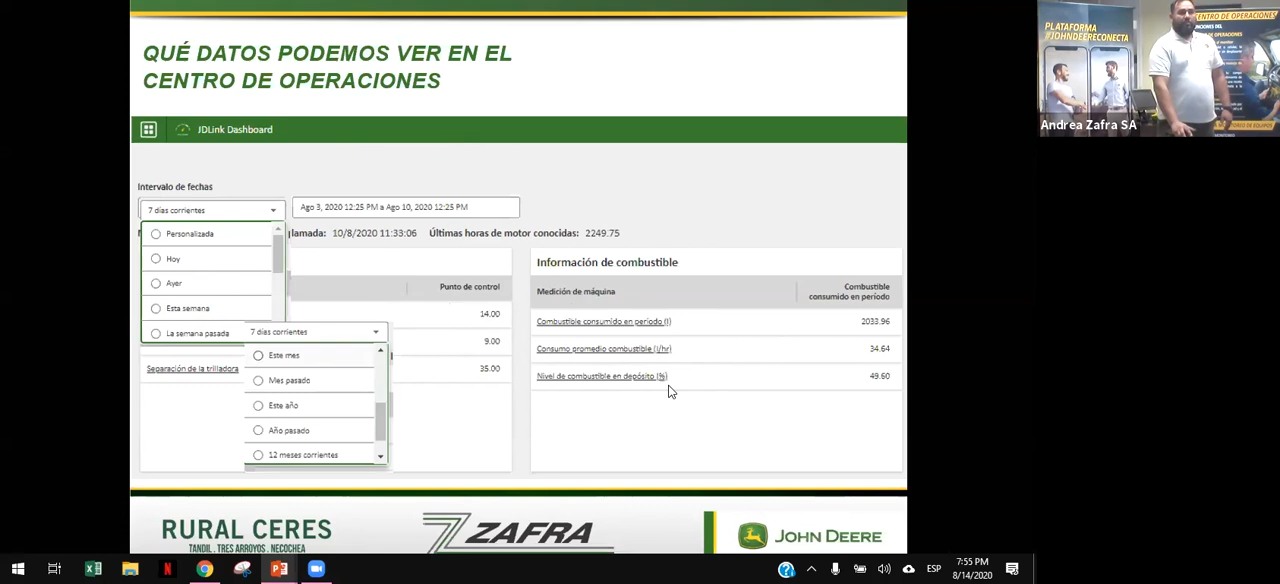 QUÉ DATOS PODEMOS VER EN EL
CENTRO DE OPERACIONES
JDLink Dashboard
Intervalo de fechas
7 días corrientes
Ago 3, 2020 12:25 PM a Ago 10, 2020 12:25 PM
Personalizada
Hoy
Ayer
Esta semana
La semana pasada
lamada: 10/8/2020 11:33:06 Últimas horas de motor conocidas: 2249.75
Punto de control
14.00
9.00
Separación de la trilladora 35.00
7 días corrientes
Este mes
Mes pasado
Este año
Año pasado
12 meses corrientes
Información de combustible
Medición de máquina
Combustible
consumido en período
Combustible consumido en período (l) 2033.96
Consumo promedio combustible (l/hr) 34.64
Nivel de combustible en depósito (%) 49.60
RURAL CERES
TANDIL . TRES ARROYOS . NECOCHEA
ZAFRA
JOHN DEERE
PLATAFORMA
#JOHNDEERECONECTA
CENTRO DE OPERACIONES
Andrea Zafra SA
ESP
7:55 PM
8/14/2020